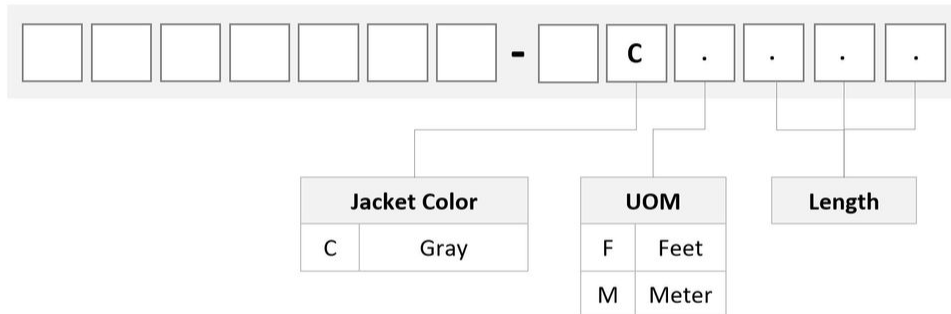 - C . . . .
Jacket Color UOM Length
C Gray F Feet
M Meter